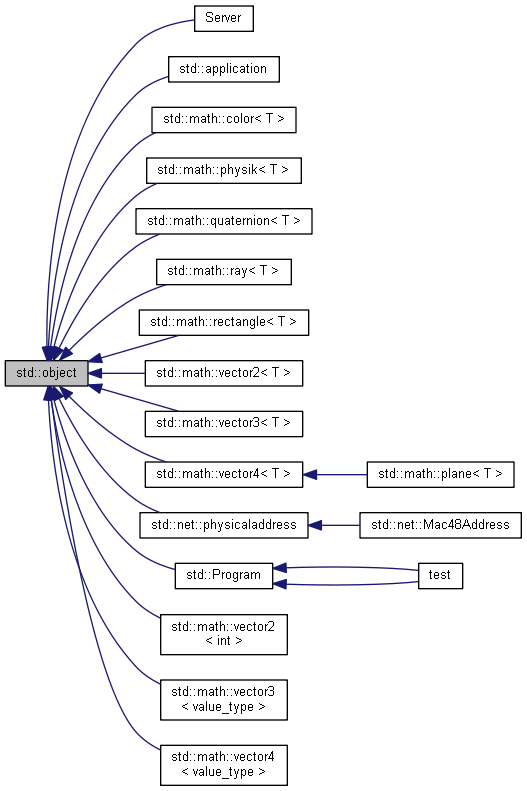 Server
std::application
std::math::color< T >
std::math::physik< T >
std::math::quaternion< T >
std::math::ray< T >
std::math::rectangle< T >
std::object
std::math::vector2< T >
std::math::vector3< T >
std::math::vector4< T >
std::math::plane< T >
std::net::physicaladdress
std::net::Mac48Address
std::Program
test
std::math::vector2
< int >
std::math::vector3
< value_type >
std::math::vector4
< value_type >